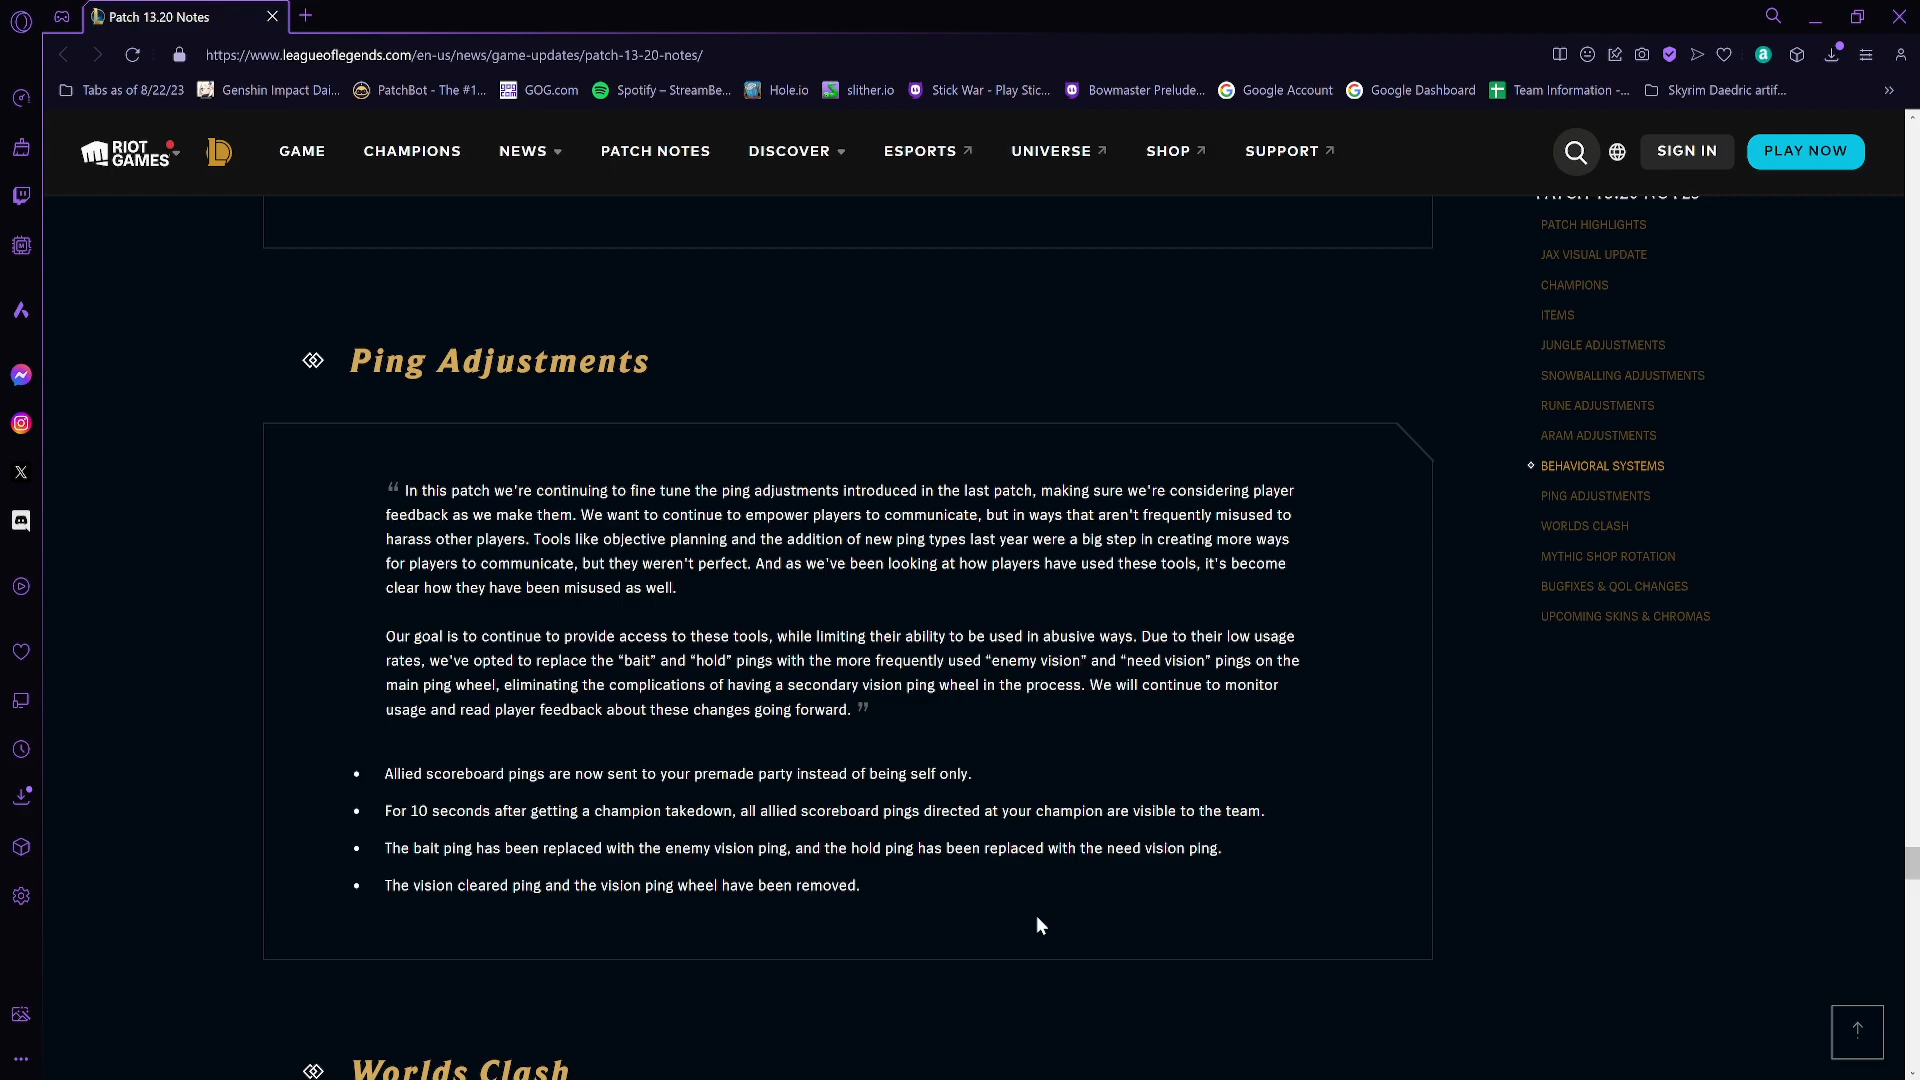 Patch 13.20 Notes
https://www.leagueoflegends.com/en-us/news/game-updates/patch-13-20-notes/
Tabs as of 8/22/23 Genshin Impact Dai... PatchBot - The #1... GOG.com Spotify – StreamBe... Hole.io slither.io Stick War - Play Stic... Bowmaster Prelude... Google Account Google Dashboard Team Information -... Skyrim Daedric artif...
RIOT GAMES GAME CHAMPIONS NEWS PATCH NOTES DISCOVER ESPORTS UNIVERSE SHOP SUPPORT SIGN IN PLAY NOW
PATCH 13.20 NOTES
PATCH HIGHLIGHTS
JAX VISUAL UPDATE
CHAMPIONS
ITEMS
JUNGLE ADJUSTMENTS
SNOWBALLING ADJUSTMENTS
RUNE ADJUSTMENTS
ARAM ADJUSTMENTS
BEHAVIORAL SYSTEMS
PING ADJUSTMENTS
WORLDS CLASH
MYTHIC SHOP ROTATION
BUGFIXES & QOL CHANGES
UPCOMING SKINS & CHROMAS
Ping Adjustments
“ In this patch we're continuing to fine tune the ping adjustments introduced in the last patch, making sure we're considering player
feedback as we make them. We want to continue to empower players to communicate, but in ways that aren't frequently misused to
harass other players. Tools like objective planning and the addition of new ping types last year were a big step in creating more ways
for players to communicate, but they weren't perfect. And as we've been looking at how players have used these tools, it's become
clear how they have been misused as well.
Our goal is to continue to provide access to these tools, while limiting their ability to be used in abusive ways. Due to their low usage
rates, we've opted to replace the “bait” and “hold” pings with the more frequently used “enemy vision” and “need vision” pings on the
main ping wheel, eliminating the complications of having a secondary vision ping wheel in the process. We will continue to monitor
usage and read player feedback about these changes going forward. ”
• Allied scoreboard pings are now sent to your premade party instead of being self only.
• For 10 seconds after getting a champion takedown, all allied scoreboard pings directed at your champion are visible to the team.
• The bait ping has been replaced with the enemy vision ping, and the hold ping has been replaced with the need vision ping.
• The vision cleared ping and the vision ping wheel have been removed.
Worlds Clash